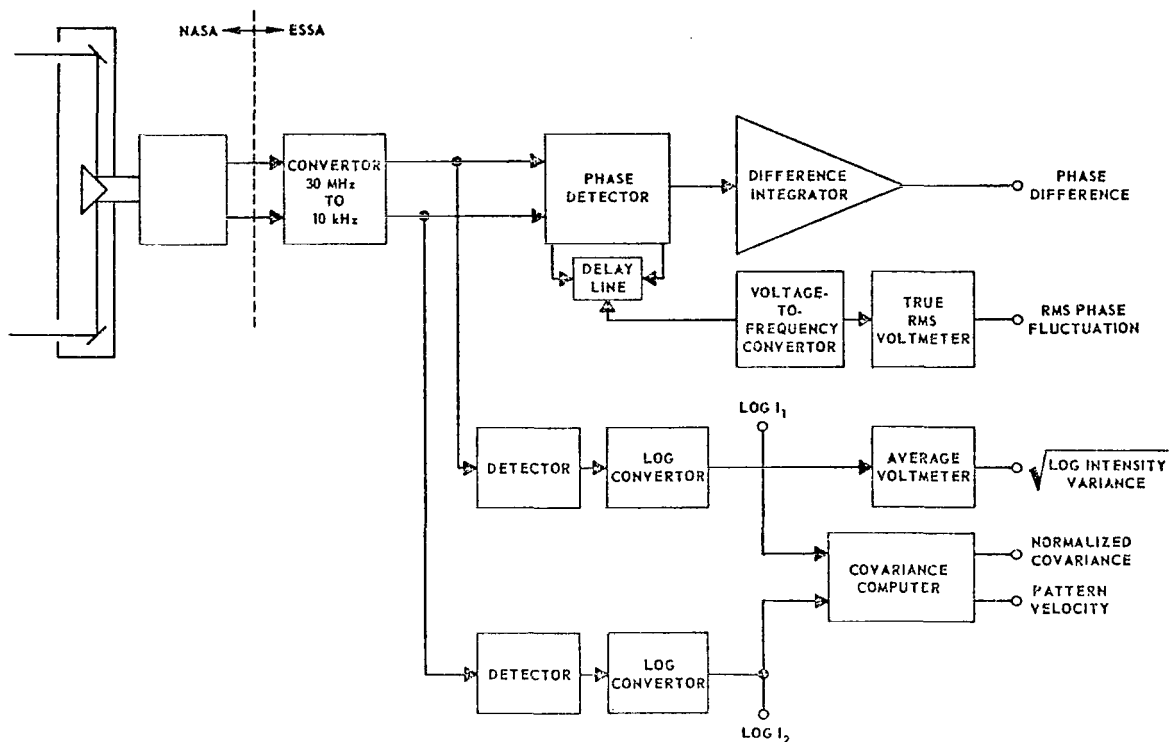 NASA ESSA
CONVERTOR
30 MHz
TO
10 kHz
PHASE
DETECTOR
DELAY
LINE
DIFFERENCE
INTEGRATOR
PHASE
DIFFERENCE
VOLTAGE-
TO-
FREQUENCY
CONVERTOR
TRUE
RMS
VOLTMETER
RMS PHASE
FLUCTUATION
LOG I₁
DETECTOR
LOG
CONVERTOR
AVERAGE
VOLTMETER
√LOG INTENSITY
VARIANCE
COVARIANCE
COMPUTER
NORMALIZED
COVARIANCE
PATTERN
VELOCITY
DETECTOR
LOG
CONVERTOR
LOG I₂